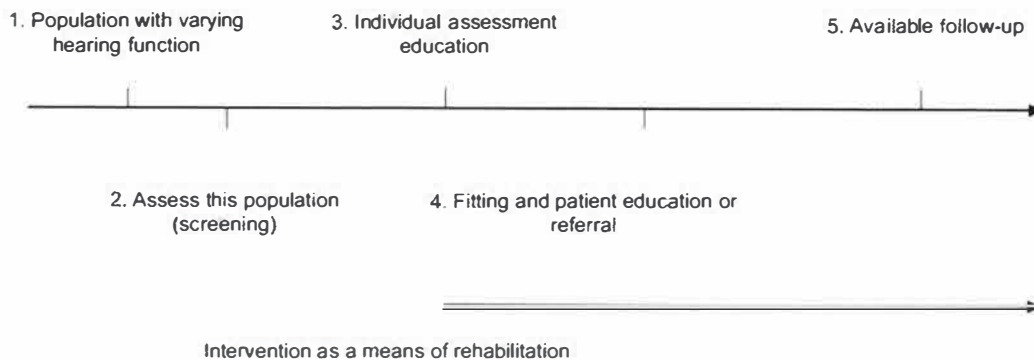 1. Population with varying
hearing function
3. Individual assessment
education
5. Available follow-up
2. Assess this population
(screening)
4. Fitting and patient education or
referral
Intervention as a means of rehabilitation